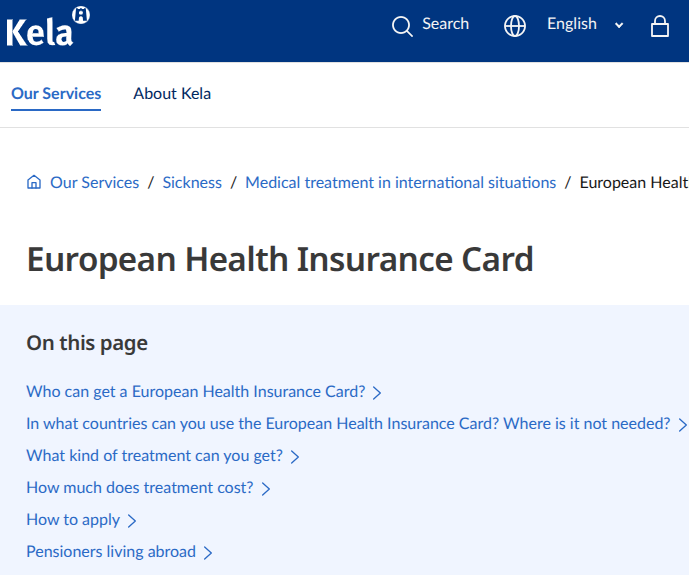 Kela
Search
English
Our Services
About Kela
Our Services / Sickness / Medical treatment in international situations / European Healt
European Health Insurance Card
On this page
Who can get a European Health Insurance Card?
In what countries can you use the European Health Insurance Card? Where is it not needed?
What kind of treatment can you get?
How much does treatment cost?
How to apply
Pensioners living abroad